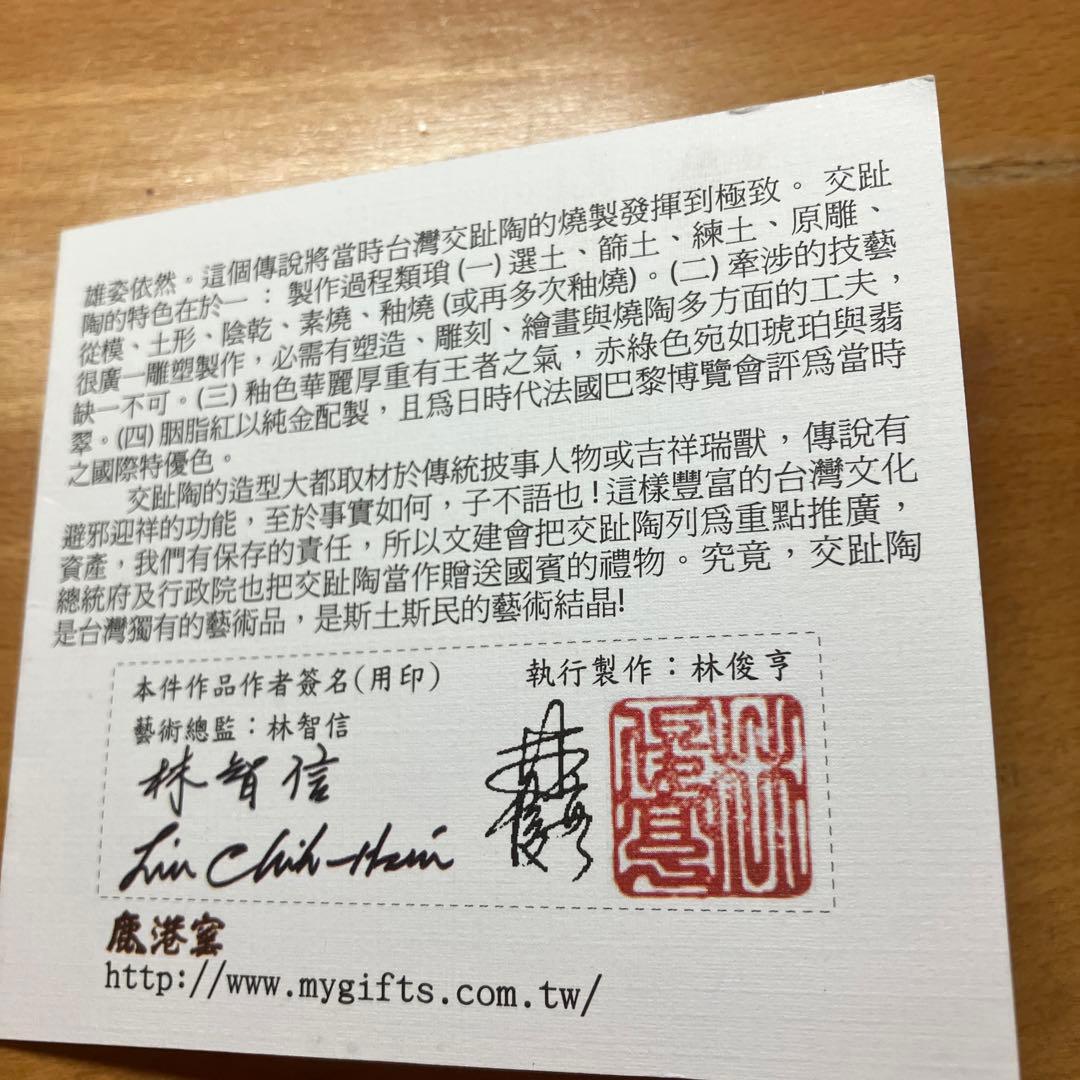 雄姿依然。這個傳說將當時台灣交趾陶的燒製發揮到極致。交趾
陶的特色在於一：製作過程類瑣(一)選土、篩土、練土、原雕、
從模、土形、陰乾、素燒、釉燒(或再多次釉燒)。(二)牽涉的技藝
很廣一雕塑製作，必需有塑造、雕刻、繪畫與燒陶多方面的工夫，
缺一不可。(三)釉色華麗厚重有王者之氣，赤綠色宛如琥珀與翡
翠。(四)胭脂紅以純金配製，且為日時代法國巴黎博覽會評為當時
之國際特優色。
交趾陶的造型大都取材於傳統披事人物或吉祥瑞獸，傳說有
避邪迎祥的功能，至於事實如何，子不語也!這樣豐富的台灣文化
資產，我們有保存的責任，所以文建會把交趾陶列為重點推廣，
總統府及行政院也把交趾陶當作贈送國賓的禮物。究竟，交趾陶
是台灣獨有的藝術品，是斯土斯民的藝術結晶!
本件作品作者簽名(用印)
執行製作：林俊亨
藝術總監：林智信
林智信
Lin Chih-Hsin
林俊亨
林俊亨
鹿港窯
http://www.mygifts.com.tw/